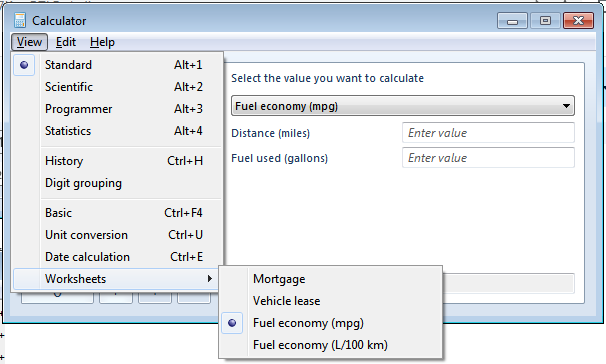 Calculator
View Edit Help
Standard Alt+1
Scientific Alt+2
Programmer Alt+3
Statistics Alt+4
History Ctrl+H
Digit grouping
Basic Ctrl+F4
Unit conversion Ctrl+U
Date calculation Ctrl+E
Worksheets
Select the value you want to calculate
Fuel economy (mpg)
Distance (miles) Enter value
Fuel used (gallons) Enter value
Mortgage
Vehicle lease
Fuel economy (mpg)
Fuel economy (L/100 km)